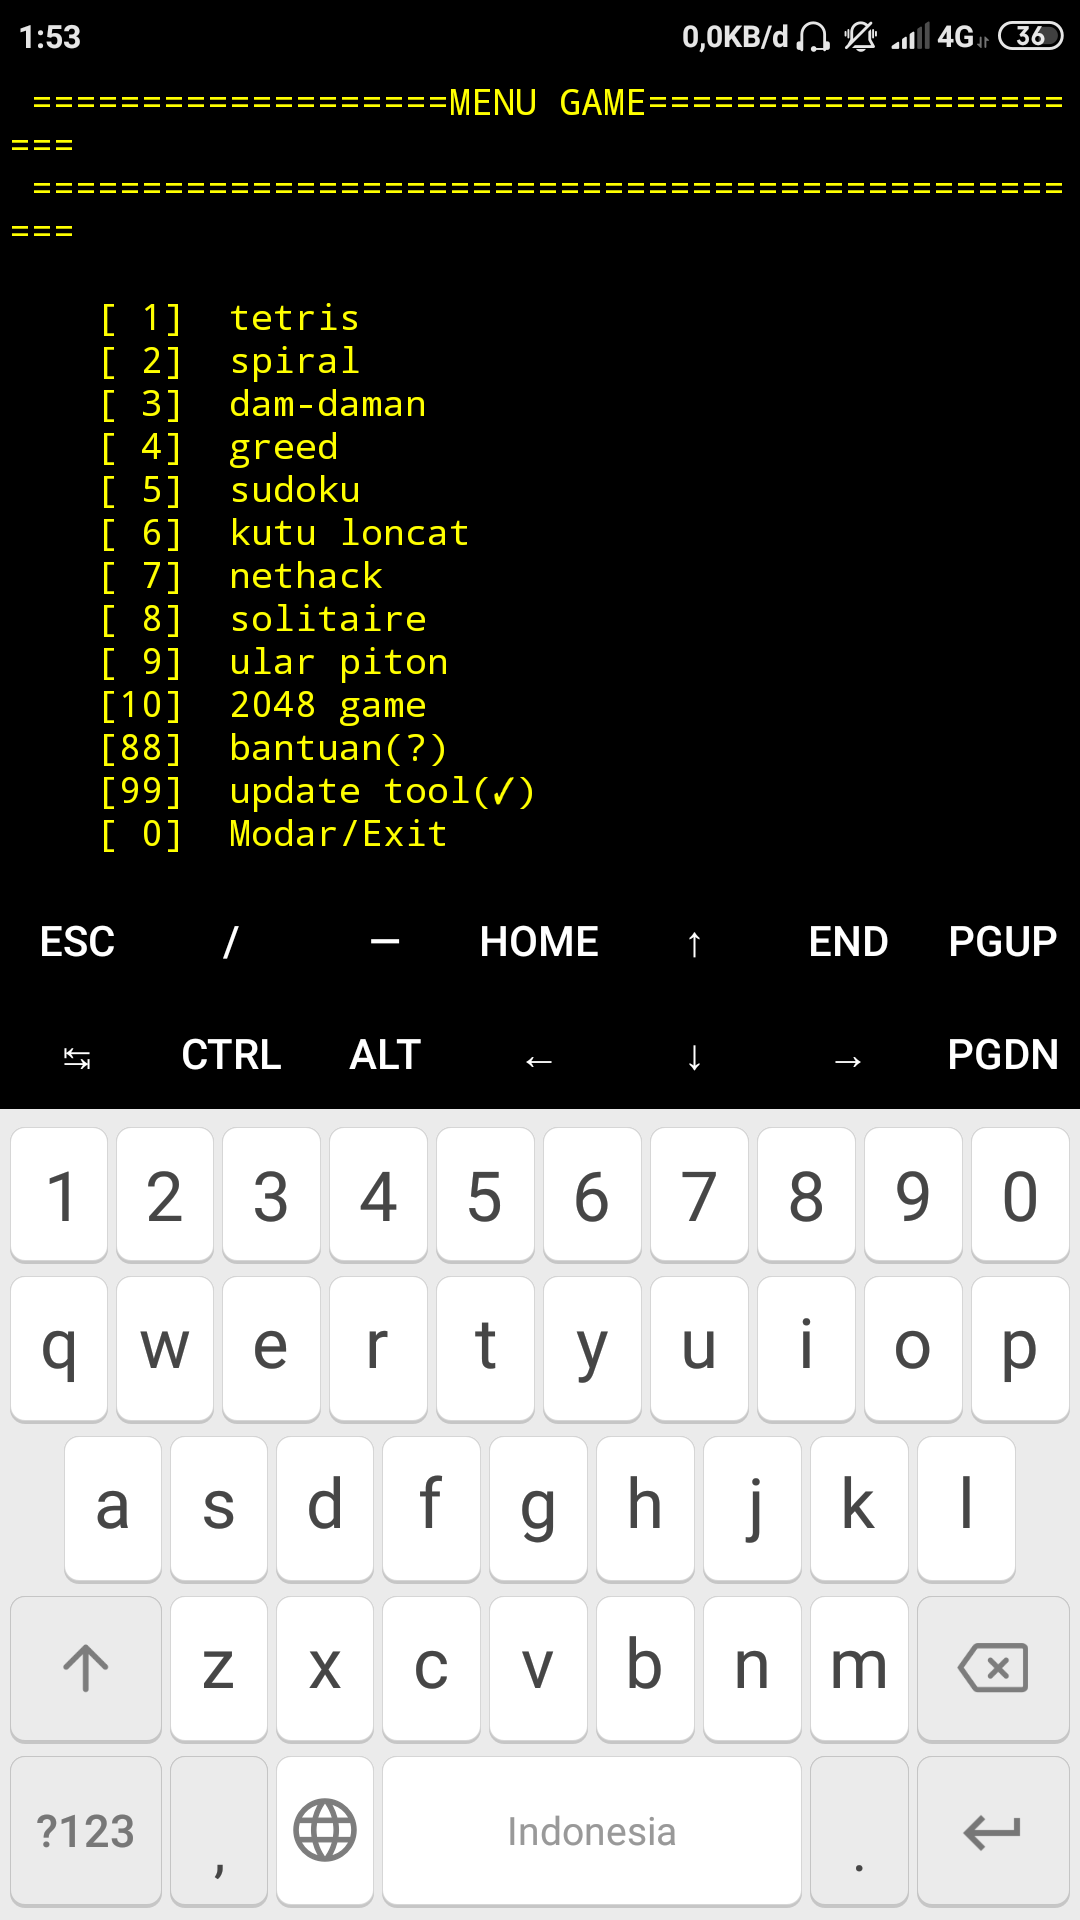 1:53 0,0KB/d 4G 36
===================MENU GAME===================
===
===============================================
===
[ 1] tetris
[ 2] spiral
[ 3] dam-daman
[ 4] greed
[ 5] sudoku
[ 6] kutu loncat
[ 7] nethack
[ 8] solitaire
[ 9] ular piton
[10] 2048 game
[88] bantuan(?)
[99] update tool(✓)
[ 0] Modar/Exit
ESC / — HOME ↑ END PGUP
↹ CTRL ALT ← ↓ → PGDN
1 2 3 4 5 6 7 8 9 0
q w e r t y u i o p
a s d f g h j k l
z x c v b n m
?123 , Indonesia .